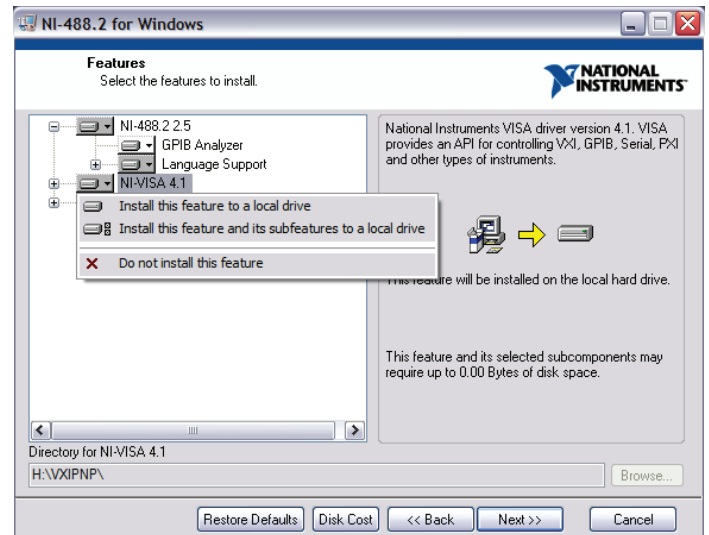 NI-488.2 for Windows
Features
Select the features to install.
NATIONAL
INSTRUMENTS
NI-488.2 2.5
GPIB Analyzer
Language Support
NI-VISA 4.1
Install this feature to a local drive
Install this feature and its subfeatures to a local drive
Do not install this feature
National Instruments VISA driver version 4.1. VISA
provides an API for controlling VXI, GPIB, Serial, PXI
and other types of instruments.
This feature will be installed on the local hard drive.
This feature and its selected subcomponents may
require up to 0.00 Bytes of disk space.
Directory for NI-VISA 4.1
H:\VXIPNP\
Browse...
Restore Defaults
Disk Cost
<< Back
Next >>
Cancel